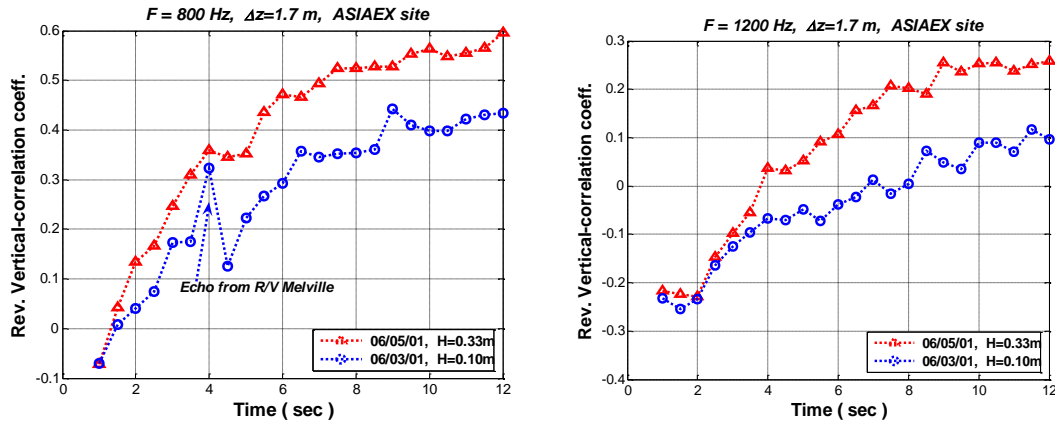 F = 800 Hz, Δz=1.7 m, ASIAEX site
Rev. Vertical-correlation coeff.
0.6
0.5
0.4
0.3
0.2
0.1
0
-0.1
Echo from R/V Melville
06/05/01, H=0.33m
06/03/01, H=0.10m
0 2 4 6 8 10 12
Time ( sec )
F = 1200 Hz, Δz=1.7 m, ASIAEX site
Rev. Vertical-correlation coeff.
0.3
0.2
0.1
0
-0.1
-0.2
-0.3
-0.4
06/05/01, H=0.33m
06/03/01, H=0.10m
0 2 4 6 8 10 12
Time ( sec )